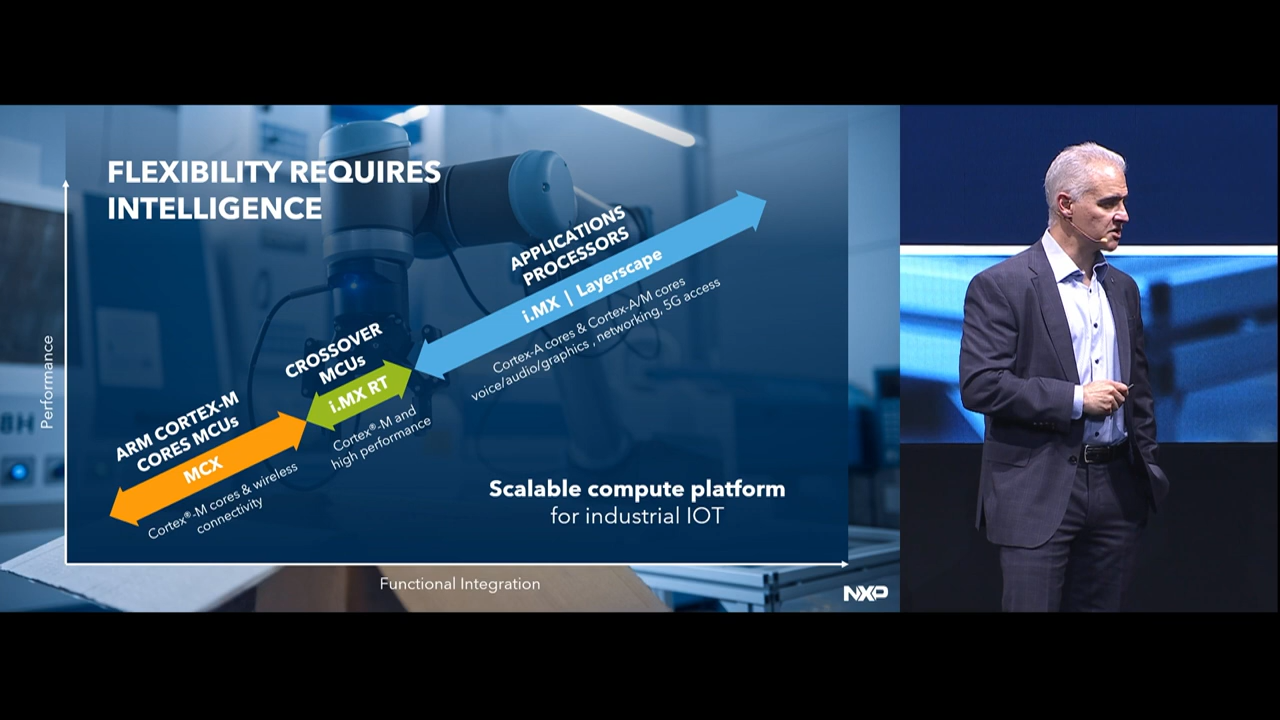 FLEXIBILITY REQUIRES
INTELLIGENCE
APPLICATIONS
PROCESSORS
i.MX | Layerscape
Cortex-A cores & Cortex-A/M cores
voice/audio/graphics , networking, 5G access
CROSSOVER
MCUs
i.MX RT
Cortex®-M and
high performance
ARM CORTEX-M
CORES MCUs
MCX
Cortex®-M cores & wireless
connectivity
Performance
8H
Scalable compute platform
for industrial IOT
Functional Integration
NXP